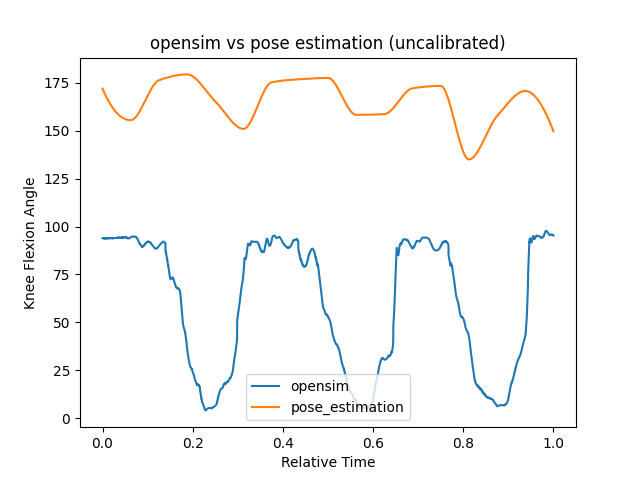 opensim vs pose estimation (uncalibrated)
Knee Flexion Angle
175
150
125
100
75
50
25
0
opensim
pose_estimation
0.0 0.2 0.4 0.6 0.8 1.0
Relative Time